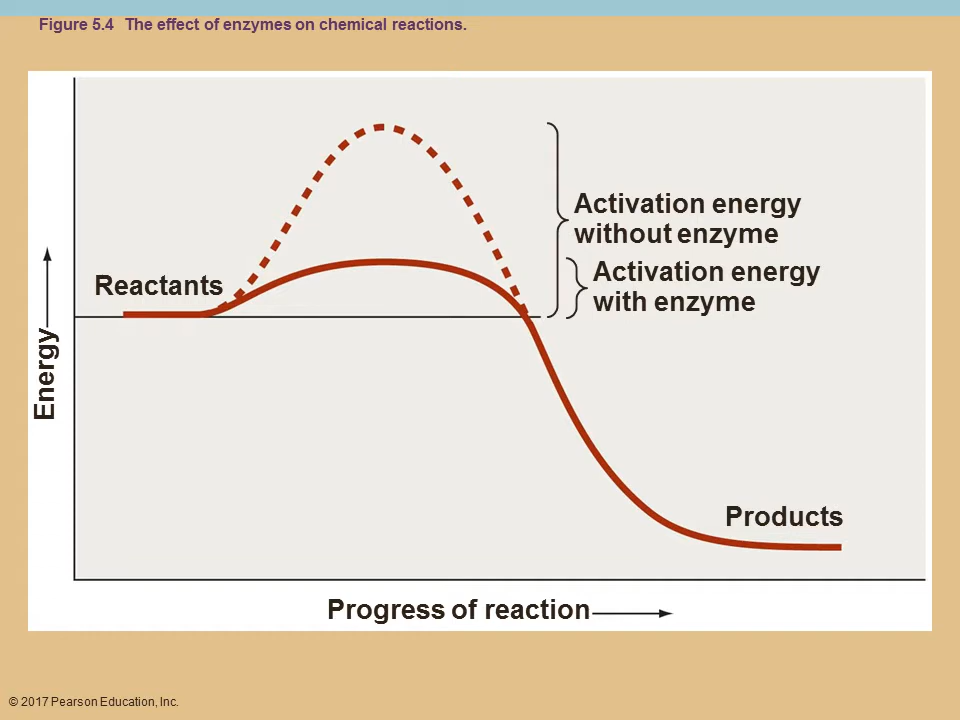 Figure 5.4 The effect of enzymes on chemical reactions.
Activation energy
without enzyme
Activation energy
with enzyme
Reactants
Energy
Products
Progress of reaction
© 2017 Pearson Education, Inc.